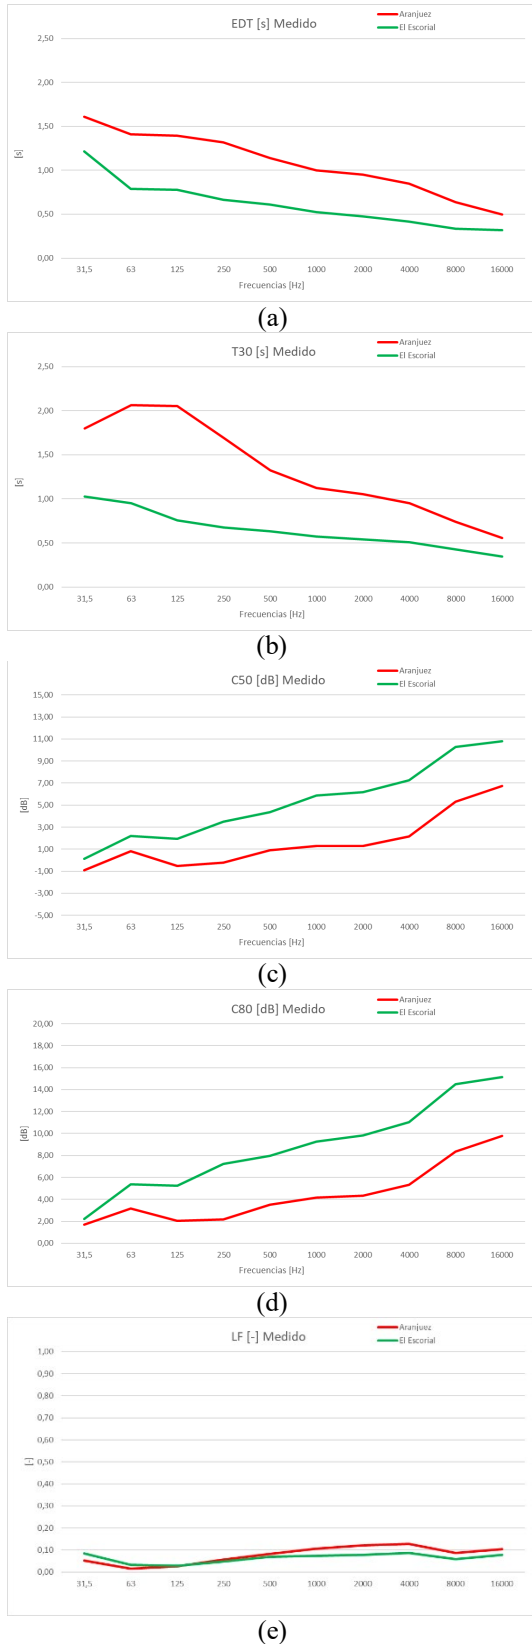 EDT [s] Medido
Aranjuez
El Escorial
2,50
2,00
1,50
1,00
0,50
0,00
[s]
31,5 63 125 250 500 1000 2000 4000 8000 16000
Frecuencias [Hz]
(a)
T30 [s] Medido
Aranjuez
El Escorial
2,50
2,00
1,50
1,00
0,50
0,00
[s]
31,5 63 125 250 500 1000 2000 4000 8000 16000
Frecuencias [Hz]
(b)
C50 [dB] Medido
Aranjuez
El Escorial
15,00
13,00
11,00
9,00
7,00
5,00
3,00
1,00
-1,00
-3,00
-5,00
[dB]
31,5 63 125 250 500 1000 2000 4000 8000 16000
Frecuencias [Hz]
(c)
C80 [dB] Medido
Aranjuez
El Escorial
20,00
18,00
16,00
14,00
12,00
10,00
8,00
6,00
4,00
2,00
0,00
[dB]
31,5 63 125 250 500 1000 2000 4000 8000 16000
Frecuencias [Hz]
(d)
LF [-] Medido
Aranjuez
El Escorial
1,00
0,90
0,80
0,70
0,60
0,50
0,40
0,30
0,20
0,10
0,00
[-]
31,5 63 125 250 500 1000 2000 4000 8000 16000
Frecuencias [Hz]
(e)